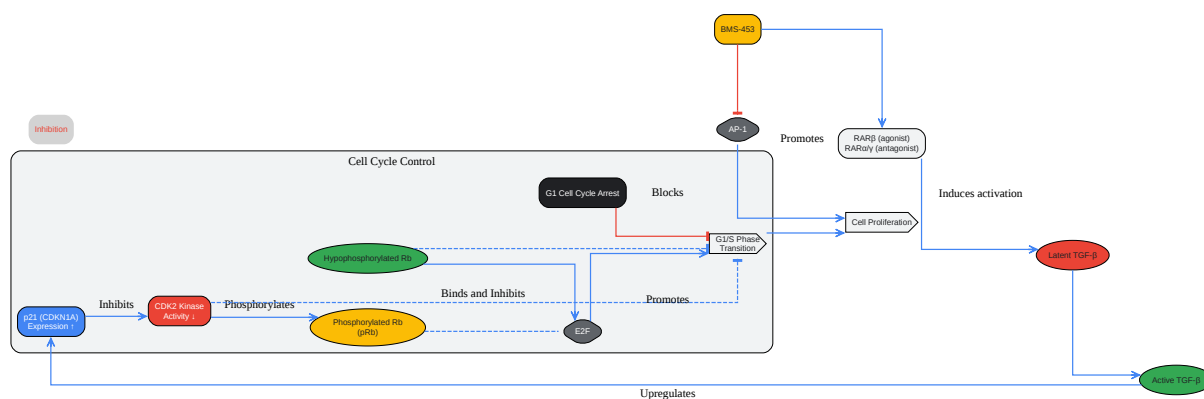 BMS-453
Inhibition
AP-1
Promotes
RARβ (agonist)
RARα/γ (antagonist)
Cell Cycle Control
G1 Cell Cycle Arrest
Blocks
Induces activation
Cell Proliferation
G1/S Phase
Transition
Hypophosphorylated Rb
Latent TGF-β
Binds and Inhibits
Promotes
Inhibits
CDK2 Kinase
Activity ↓
Phosphorylates
p21 (CDKN1A)
Expression ↑
Phosphorylated Rb
(pRb)
E2F
Active TGF-β
Upregulates